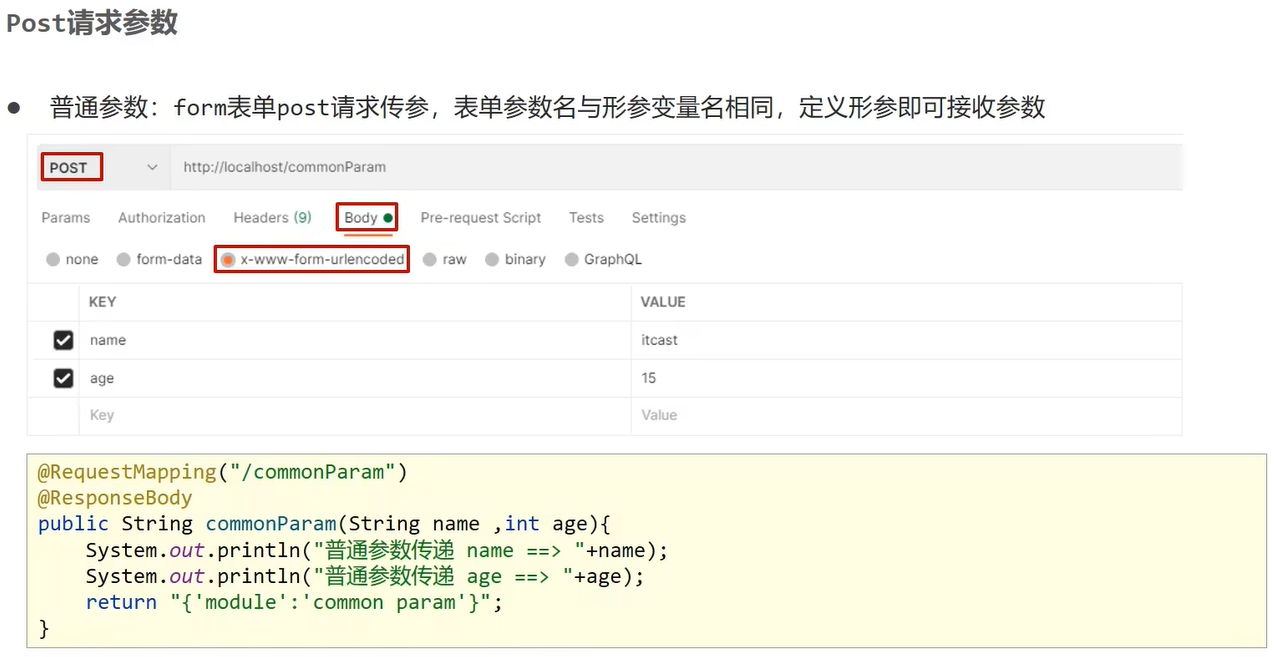 Post请求参数
● 普通参数：form表单post请求传参，表单参数名与形参变量名相同，定义形参即可接收参数
POST http://localhost/commonParam
Params Authorization Headers (9) Body Pre-request Script Tests Settings
none form-data x-www-form-urlencoded raw binary GraphQL
KEY VALUE
name itcast
age 15
Key Value
@RequestMapping("/commonParam")
@ResponseBody
public String commonParam(String name ,int age){
    System.out.println("普通参数传递 name ==> "+name);
    System.out.println("普通参数传递 age ==> "+age);
    return "{'module':'common param'}";
}